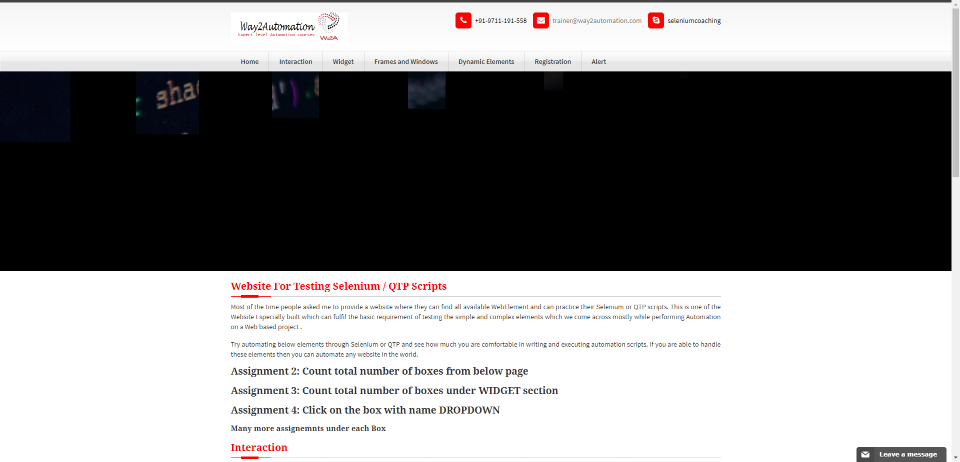 Way2Automation
Expert level Automation courses
W2A
+91-9711-191-558
trainer@way2automation.com
seleniumcoaching
Home
Interaction
Widget
Frames and Windows
Dynamic Elements
Registration
Alert
shad
Website For Testing Selenium / QTP Scripts
Most of the time people asked me to provide a website where they can find all available WebElement and can practice their Selenium or QTP scripts. This is one of the
Website I specially built which can fulfil the basic requirement of testing the simple and complex elements which we come across mostly while performing Automation
on a Web based project .
Try automating below elements through Selenium or QTP and see how much you are comfortable in writing and executing automation scripts. If you are able to handle
these elements then you can automate any website in the world.
Assignment 2: Count total number of boxes from below page
Assignment 3: Count total number of boxes under WIDGET section
Assignment 4: Click on the box with name DROPDOWN
Many more assignemnts under each Box
Interaction
Leave a message